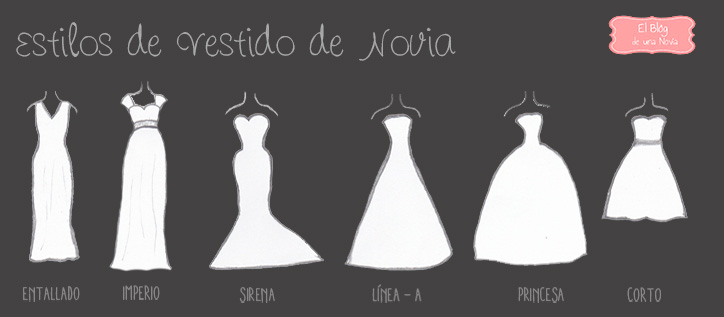 Estilos de Vestido de Novia
El Blog
de una Novia
ENTALLADO
IMPERIO
SIRENA
LÍNEA - A
PRINCESA
CORTO